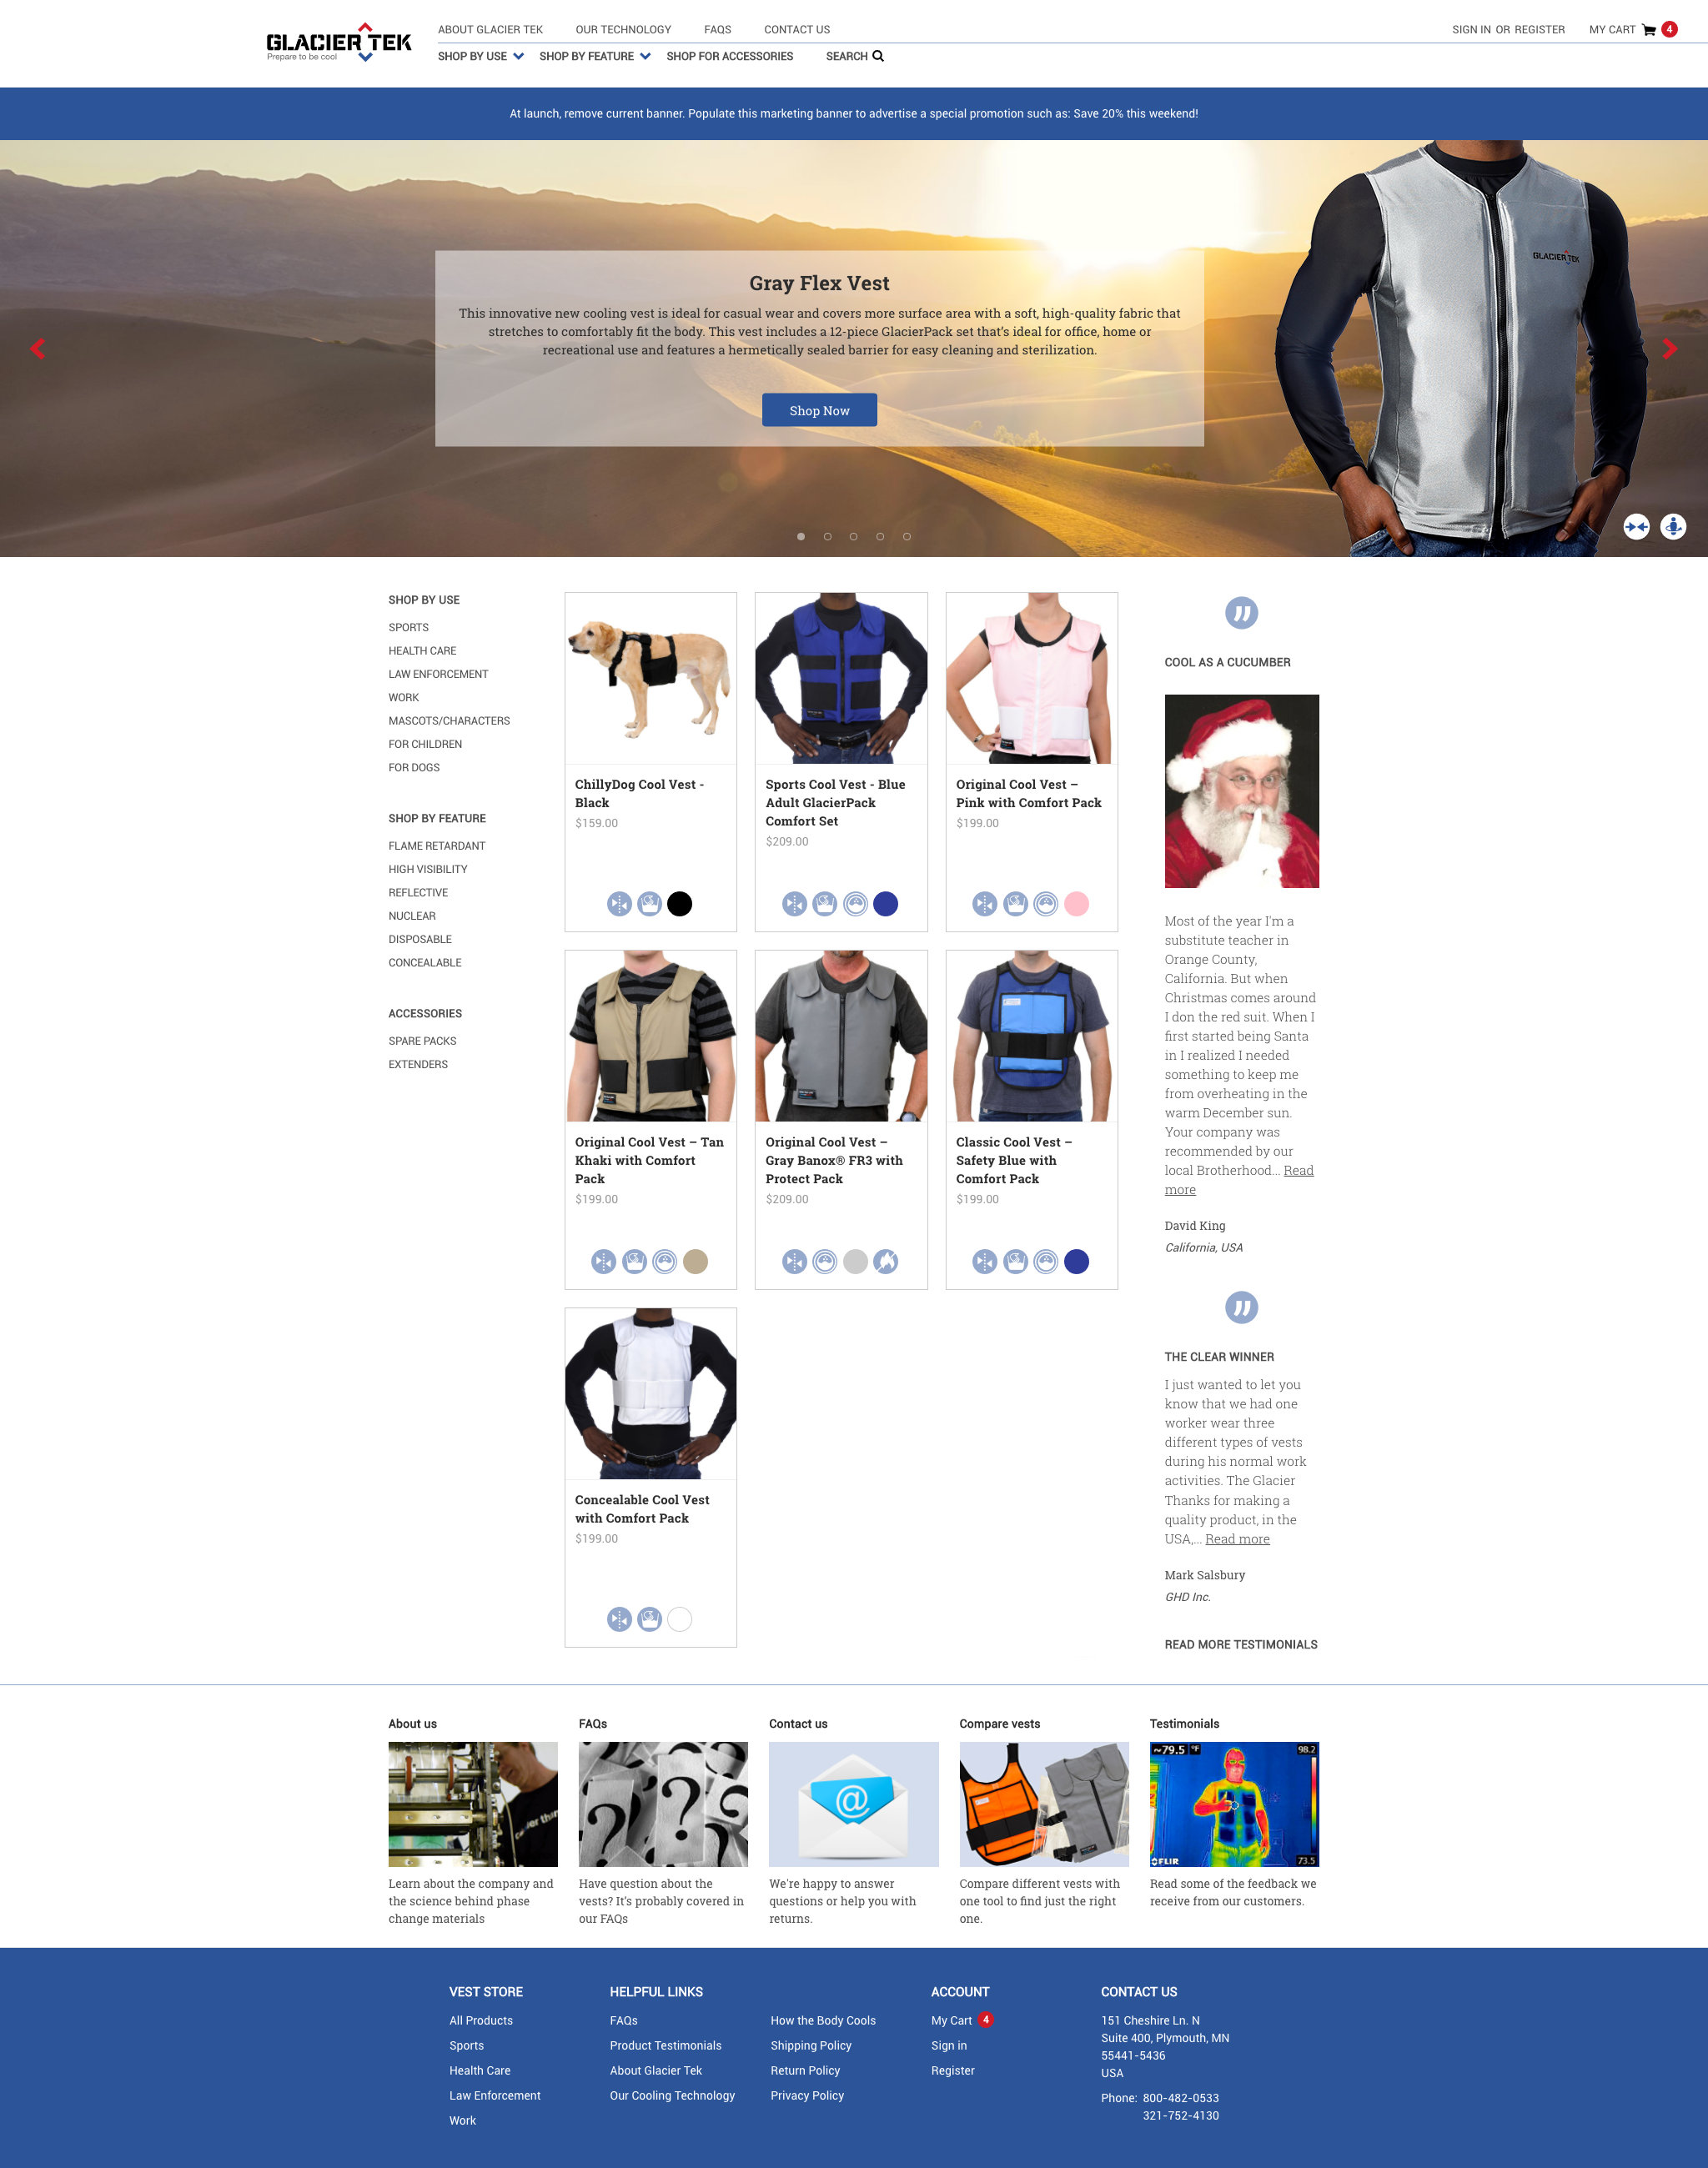 GLACIER TEK
Prepare to be cool
ABOUT GLACIER TEK
OUR TECHNOLOGY
FAQS
CONTACT US
SIGN IN OR REGISTER
MY CART 4
SHOP BY USE
SHOP BY FEATURE
SHOP FOR ACCESSORIES
SEARCH
At launch, remove current banner. Populate this marketing banner to advertise a special promotion such as: Save 20% this weekend!
Gray Flex Vest
This innovative new cooling vest is ideal for casual wear and covers more surface area with a soft, high-quality fabric that
stretches to comfortably fit the body. This vest includes a 12-piece GlacierPack set that's ideal for office, home or
recreational use and features a hermetically sealed barrier for easy cleaning and sterilization.
Shop Now
GLACIER TEK
SHOP BY USE
SPORTS
HEALTH CARE
LAW ENFORCEMENT
WORK
MASCOTS/CHARACTERS
FOR CHILDREN
FOR DOGS
SHOP BY FEATURE
FLAME RETARDANT
HIGH VISIBILITY
REFLECTIVE
NUCLEAR
DISPOSABLE
CONCEALABLE
ACCESSORIES
SPARE PACKS
EXTENDERS
ChillyDog Cool Vest -
Black
$159.00
Sports Cool Vest - Blue
Adult GlacierPack
Comfort Set
$209.00
Original Cool Vest –
Pink with Comfort Pack
$199.00
Original Cool Vest – Tan
Khaki with Comfort
Pack
$199.00
Original Cool Vest –
Gray Banox® FR3 with
Protect Pack
$209.00
Classic Cool Vest –
Safety Blue with
Comfort Pack
$199.00
Concealable Cool Vest
with Comfort Pack
$199.00
COOL AS A CUCUMBER
Most of the year I'm a
substitute teacher in
Orange County,
California. But when
Christmas comes around
I don the red suit. When I
first started being Santa
in I realized I needed
something to keep me
from overheating in the
warm December sun.
Your company was
recommended by our
local Brotherhood... Read
more
David King
California, USA
THE CLEAR WINNER
I just wanted to let you
know that we had one
worker wear three
different types of vests
during his normal work
activities. The Glacier
Thanks for making a
quality product, in the
USA,... Read more
Mark Salsbury
GHD Inc.
READ MORE TESTIMONIALS
About us
Learn about the company and
the science behind phase
change materials
FAQs
? ? ?
Have question about the
vests? It's probably covered in
our FAQs
Contact us
@
We're happy to answer
questions or help you with
returns.
Compare vests
Compare different vests with
one tool to find just the right
one.
Testimonials
~79.5 °F
98.2
FLIR
73.5
Read some of the feedback we
receive from our customers.
VEST STORE
All Products
Sports
Health Care
Law Enforcement
Work
HELPFUL LINKS
FAQs
Product Testimonials
About Glacier Tek
Our Cooling Technology
How the Body Cools
Shipping Policy
Return Policy
Privacy Policy
ACCOUNT
My Cart 4
Sign in
Register
CONTACT US
151 Cheshire Ln. N
Suite 400, Plymouth, MN
55441-5436
USA
Phone: 800-482-0533
321-752-4130